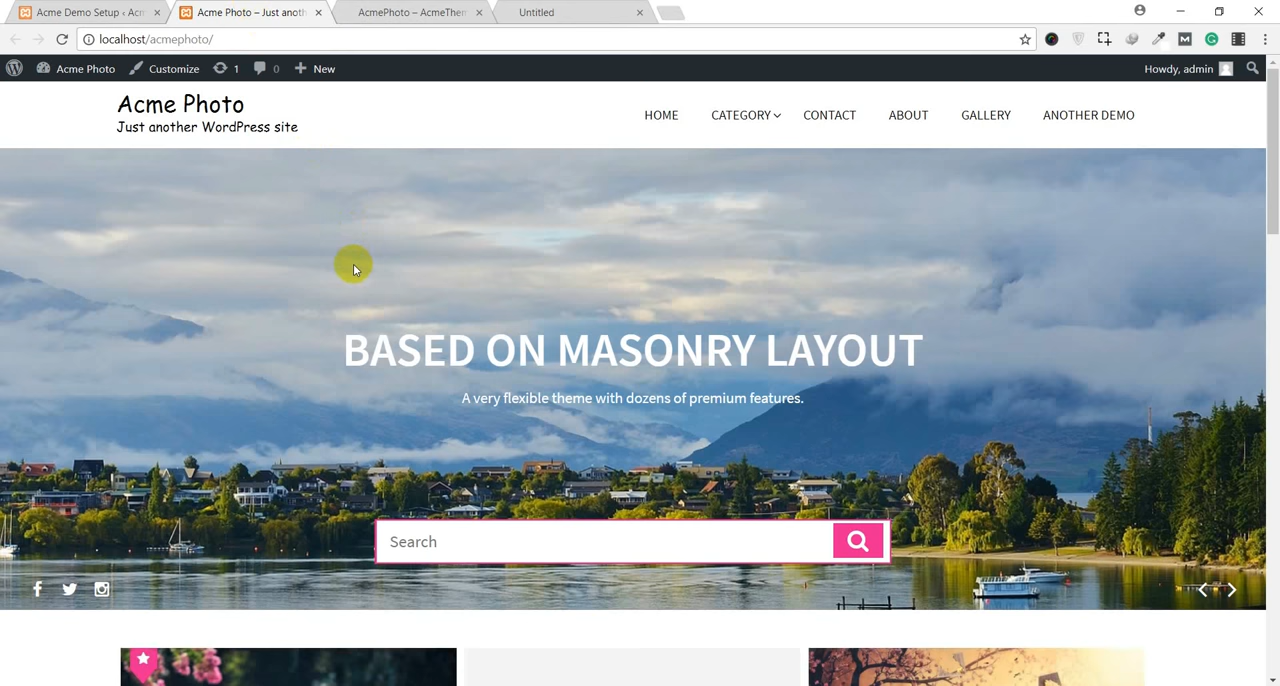 Acme Demo Setup ‹ Acm
Acme Photo – Just anoth
AcmePhoto – AcmeThem
Untitled
localhost/acmephoto/
Acme Photo
Customize
1
0
New
Howdy, admin
Acme Photo
Just another WordPress site
HOME
CATEGORY
CONTACT
ABOUT
GALLERY
ANOTHER DEMO
BASED ON MASONRY LAYOUT
A very flexible theme with dozens of premium features.
Search